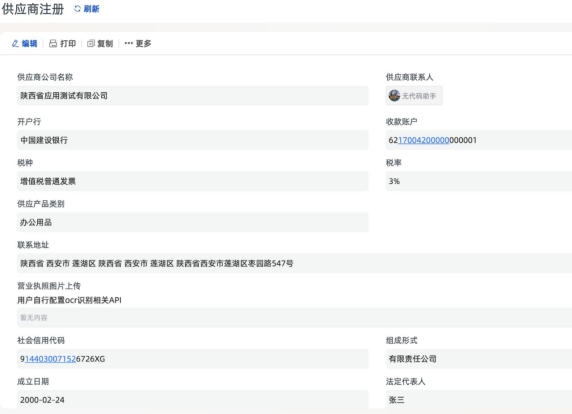 供应商注册 刷新
编辑 打印 复制 ••• 更多
供应商公司名称 供应商联系人
陕西省应用测试有限公司 无代码助手
开户行 收款账户
中国建设银行 6217004200000000001
税种 税率
增值税普通发票 3%
供应产品类别
办公用品
联系地址
陕西省 西安市 莲湖区 陕西省 西安市 莲湖区 陕西省西安市莲湖区枣园路547号
营业执照图片上传
用户自行配置ocr识别相关API
暂无内容
社会信用代码 组成形式
9144030071526726XG 有限责任公司
成立日期 法定代表人
2000-02-24 张三